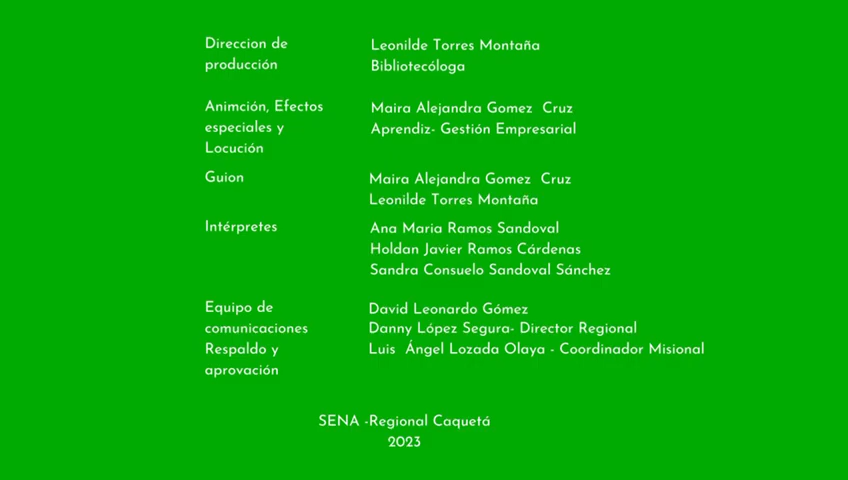 Direccion de
producción
Leonilde Torres Montaña
Bibliotecóloga
Animción, Efectos
especiales y
Locución
Maira Alejandra Gomez Cruz
Aprendiz- Gestión Empresarial
Guion
Maira Alejandra Gomez Cruz
Leonilde Torres Montaña
Intérpretes
Ana Maria Ramos Sandoval
Holdan Javier Ramos Cárdenas
Sandra Consuelo Sandoval Sánchez
Equipo de
comunicaciones
Respaldo y
aprovación
David Leonardo Gómez
Danny López Segura- Director Regional
Luis Ángel Lozada Olaya - Coordinador Misional
SENA -Regional Caquetá
2023